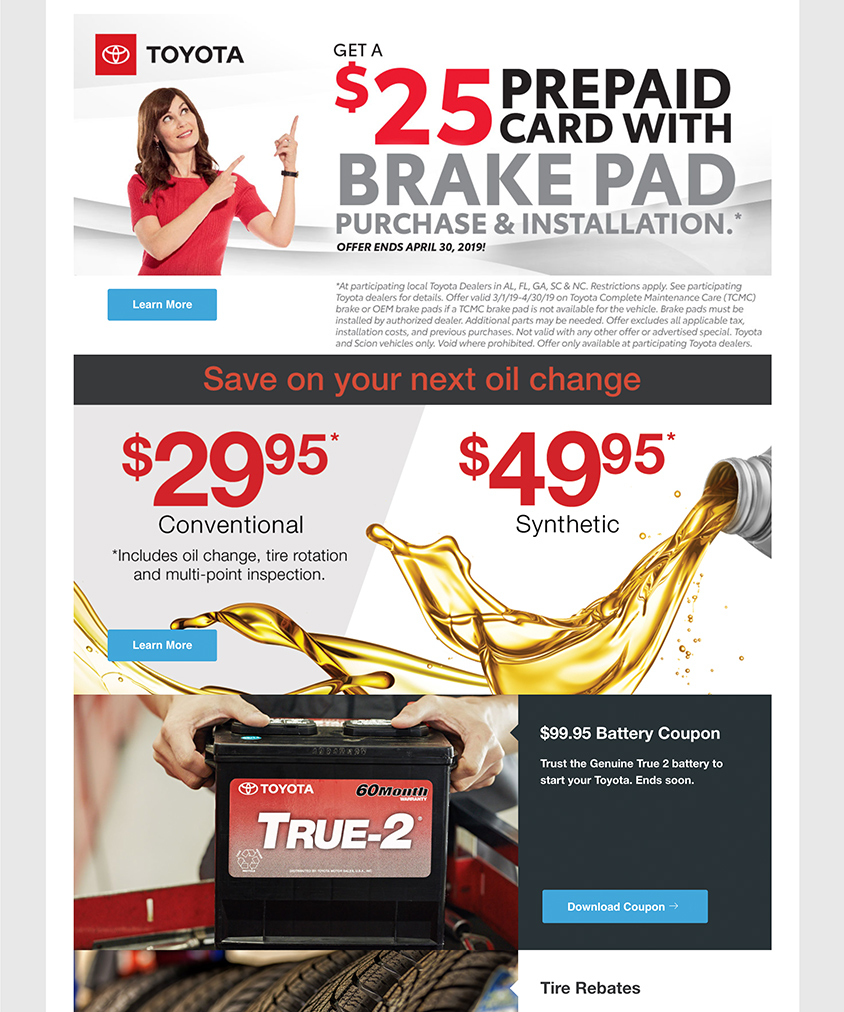 TOYOTA
GET A
$25 PREPAID
CARD WITH
BRAKE PAD
PURCHASE & INSTALLATION.*
OFFER ENDS APRIL 30, 2019!
Learn More
*At participating local Toyota Dealers in AL, FL, GA, SC & NC. Restrictions apply. See participating
Toyota dealers for details. Offer valid 3/1/19-4/30/19 on Toyota Complete Maintenance Care (TCMC)
brake or OEM brake pads if a TCMC brake pad is not available for the vehicle. Brake pads must be
installed by authorized dealer. Additional parts may be needed. Offer excludes all applicable tax,
installation costs, and previous purchases. Not valid with any other offer or advertised special. Toyota
and Scion vehicles only. Void where prohibited. Offer only available at participating Toyota dealers.
Save on your next oil change
$29.95*
Conventional
*Includes oil change, tire rotation
and multi-point inspection.
Learn More
$49.95*
Synthetic
TOYOTA
60Month
WARRANTY
TRUE-2
DISTRIBUTED BY TOYOTA MOTOR SALES, U.S.A., INC.
$99.95 Battery Coupon
Trust the Genuine True 2 battery to
start your Toyota. Ends soon.
Download Coupon →
Tire Rebates